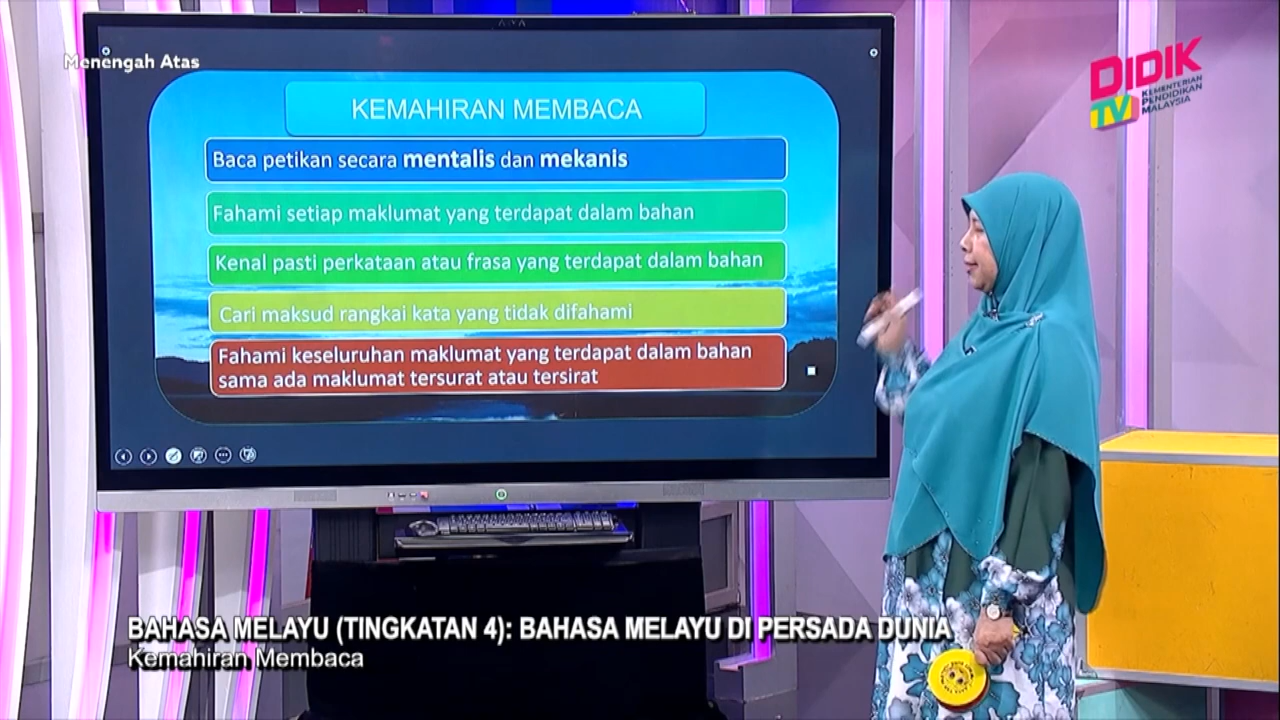 Menengah Atas
DIDIK
TV
KEMENTERIAN
PENDIDIKAN
MALAYSIA
KEMAHIRAN MEMBACA
Baca petikan secara mentalis dan mekanis
Fahami setiap maklumat yang terdapat dalam bahan
Kenal pasti perkataan atau frasa yang terdapat dalam bahan
Cari maksud rangkai kata yang tidak difahami
Fahami keseluruhan maklumat yang terdapat dalam bahan
sama ada maklumat tersurat atau tersirat
BAHASA MELAYU (TINGKATAN 4): BAHASA MELAYU DI PERSADA DUNIA
Kemahiran Membaca